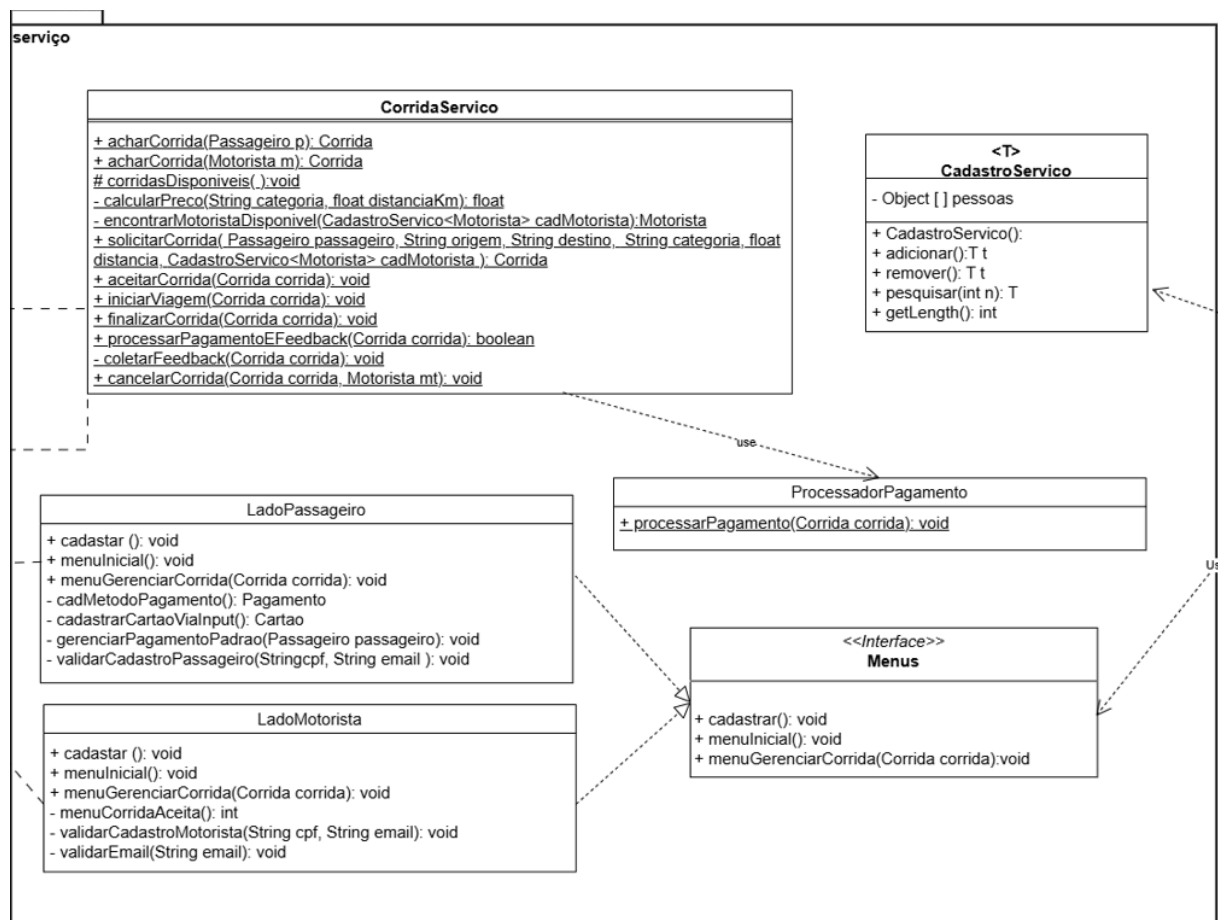 serviço
CorridaServico
+ acharCorrida(Passageiro p): Corrida
+ acharCorrida(Motorista m): Corrida
# corridasDisponiveis( ):void
- calcularPreco(String categoria, float distanciaKm): float
- encontrarMotoristaDisponivel(CadastroServico<Motorista> cadMotorista):Motorista
+ solicitarCorrida( Passageiro passageiro, String origem, String destino, String categoria, float
distancia, CadastroServico<Motorista> cadMotorista ): Corrida
+ aceitarCorrida(Corrida corrida): void
+ iniciarViagem(Corrida corrida): void
+ finalizarCorrida(Corrida corrida): void
+ processarPagamentoEFeedback(Corrida corrida): boolean
- coletarFeedback(Corrida corrida): void
+ cancelarCorrida(Corrida corrida, Motorista mt): void
<T>
CadastroServico
- Object [ ] pessoas
+ CadastroServico():
+ adicionar():T t
+ remover(): T t
+ pesquisar(int n): T
+ getLength(): int
use
ProcessadorPagamento
+ processarPagamento(Corrida corrida): void
LadoPassageiro
+ cadastar (): void
+ menuInicial(): void
+ menuGerenciarCorrida(Corrida corrida): void
- cadMetodoPagamento(): Pagamento
- cadastrarCartaoViaInput(): Cartao
- gerenciarPagamentoPadrao(Passageiro passageiro): void
- validarCadastroPassageiro(Stringcpf, String email ): void
Us
<<Interface>>
Menus
+ cadastrar(): void
+ menuInicial(): void
+ menuGerenciarCorrida(Corrida corrida):void
LadoMotorista
+ cadastar (): void
+ menuInicial(): void
+ menuGerenciarCorrida(Corrida corrida): void
- menuCorridaAceita(): int
- validarCadastroMotorista(String cpf, String email): void
- validarEmail(String email): void